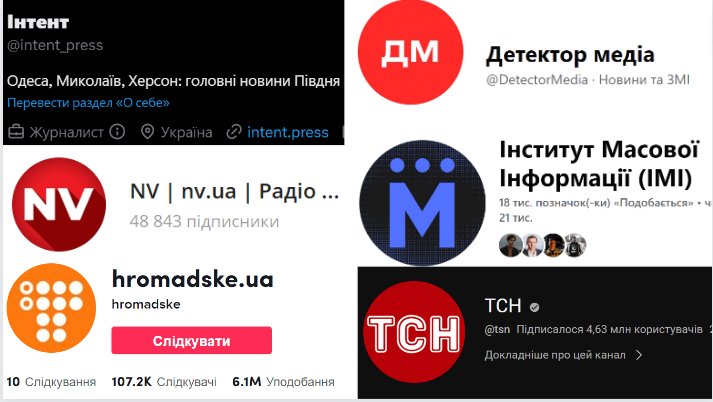 Інтент
@intent_press
Одеса, Миколаїв, Херсон: головні новини Півдня
Перевести раздел «О себе»
Журналист Україна intent.press
NV
NV | nv.ua | Радіо ...
48 843 підписники
hromadske.ua
hromadske
Слідкувати
10 Слідкування 107.2K Слідкувачі 6.1M Уподобання
ДМ
Детектор медіа
@DetectorMedia · Новини та ЗМІ
Інститут Масової
Інформації (ІМІ)
18 тис. позначок(-ки) «Подобається» •
21 тис.
ТСН
ТСН
@tsn Підписалося 4,63 млн користувачів 2
Докладніше про цей канал